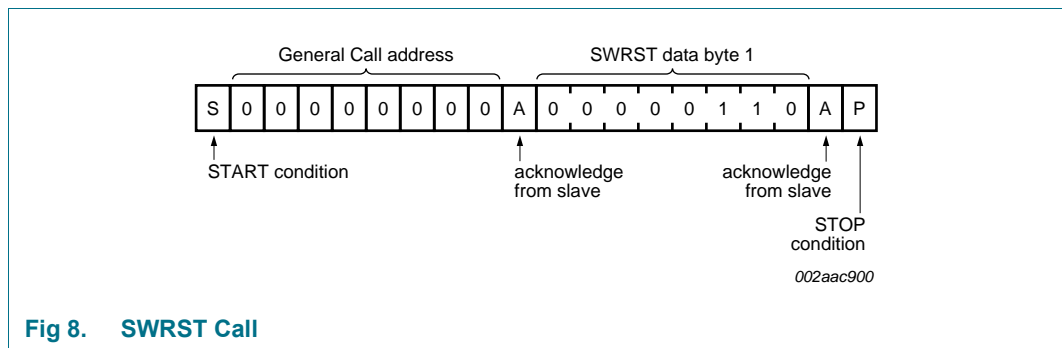 General Call address
SWRST data byte 1
S 0 0 0 0 0 0 0 0 A 0 0 0 0 0 1 1 0 A P
START condition
acknowledge
from slave
acknowledge
from slave
STOP
condition
002aac900
Fig 8. SWRST Call